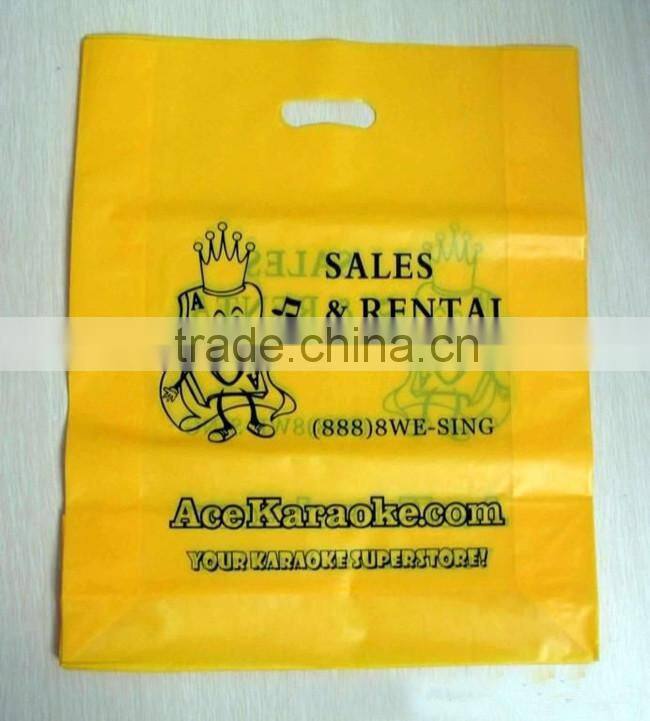 SALES
& RENTAL
trade.china.cn
A
A
(888)8WE-SING
AceKaraoke.com
YOUR KARAOKE SUPERSTORE!